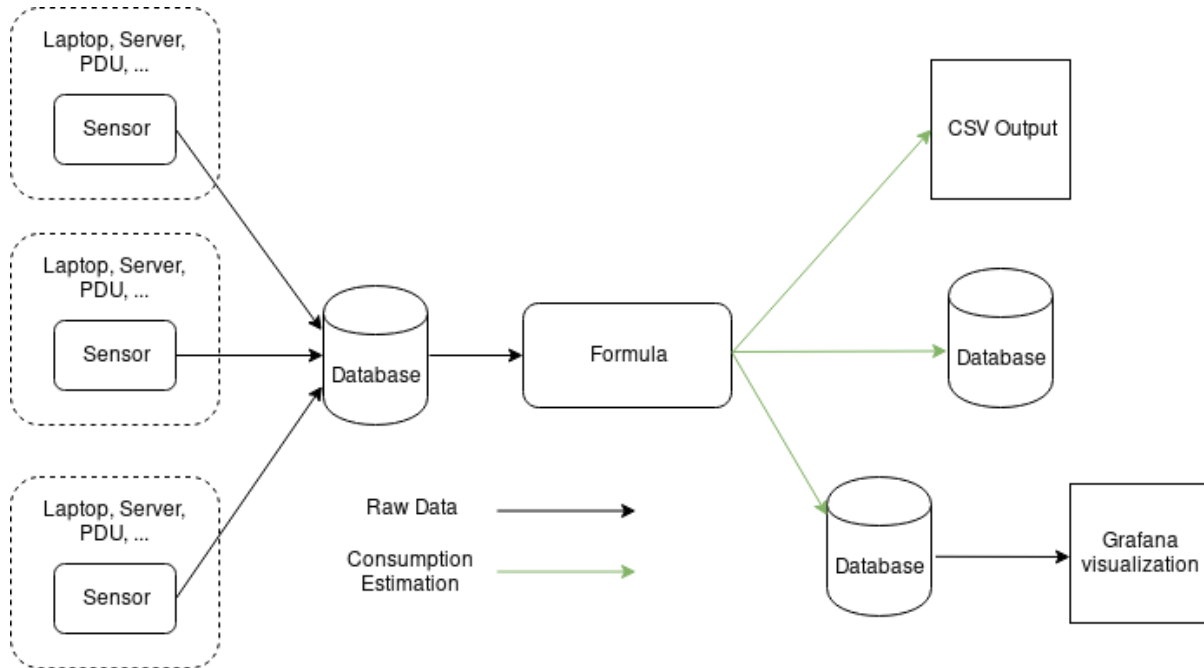 Laptop, Server,
PDU, ...
Sensor
Laptop, Server,
PDU, ...
Sensor
Laptop, Server,
PDU, ...
Sensor
Database
Formula
CSV Output
Database
Database
Grafana
visualization
Raw Data
Consumption
Estimation